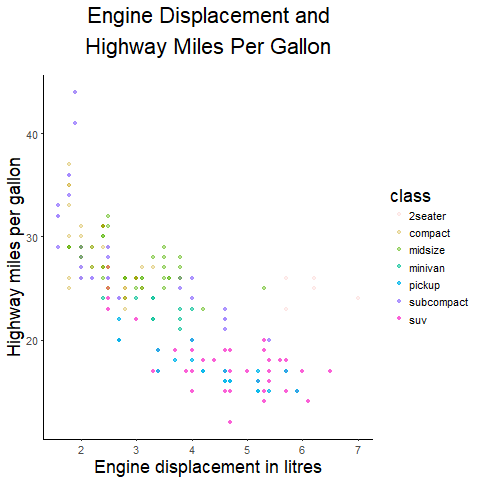 Engine Displacement and
Highway Miles Per Gallon
Highway miles per gallon
40
30
20
2
3
4
5
6
7
Engine displacement in litres
class
2seater
compact
midsize
minivan
pickup
subcompact
suv